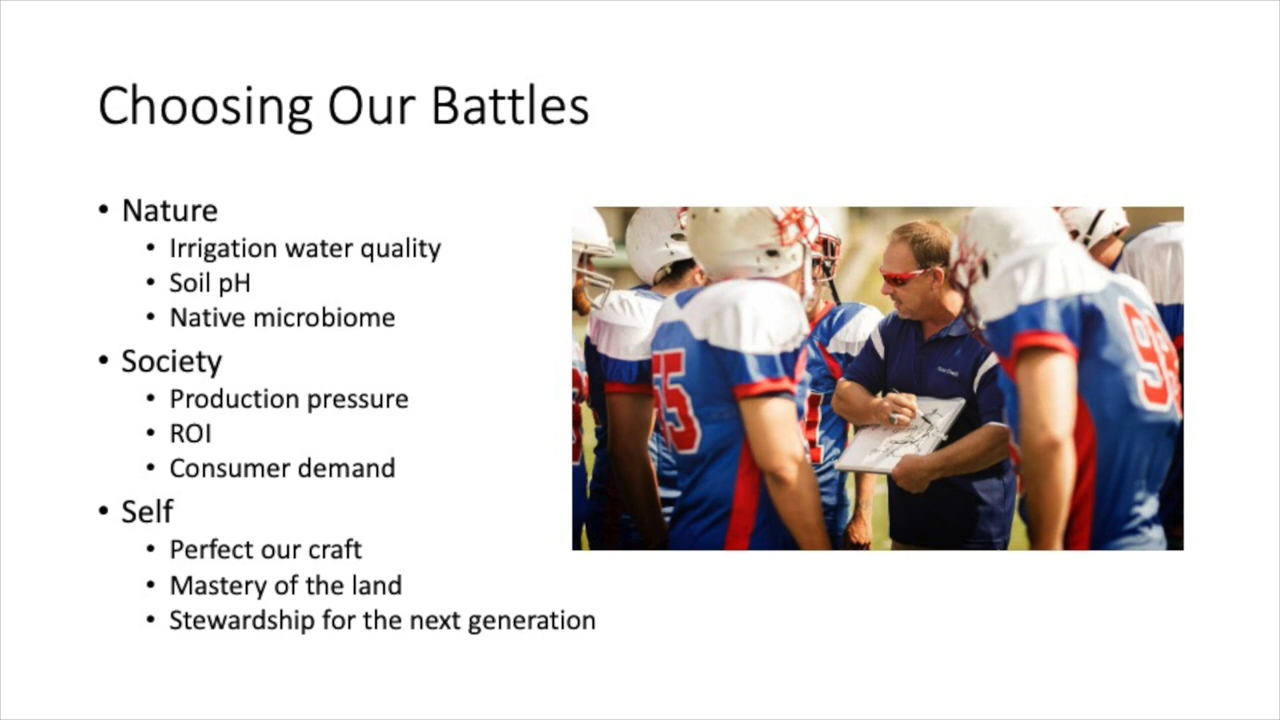 Choosing Our Battles
• Nature
• Irrigation water quality
• Soil pH
• Native microbiome
• Society
• Production pressure
• ROI
• Consumer demand
• Self
• Perfect our craft
• Mastery of the land
• Stewardship for the next generation
55